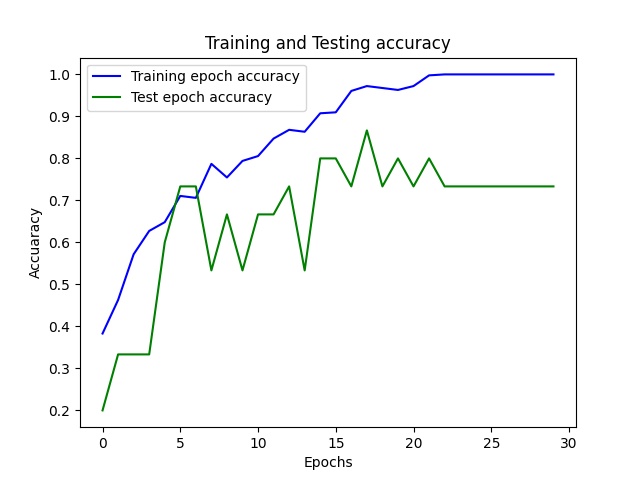 Training and Testing accuracy
Training epoch accuracy
Test epoch accuracy
1.0
0.9
0.8
0.7
0.6
0.5
0.4
0.3
0.2
Accuaracy
0 5 10 15 20 25 30
Epochs